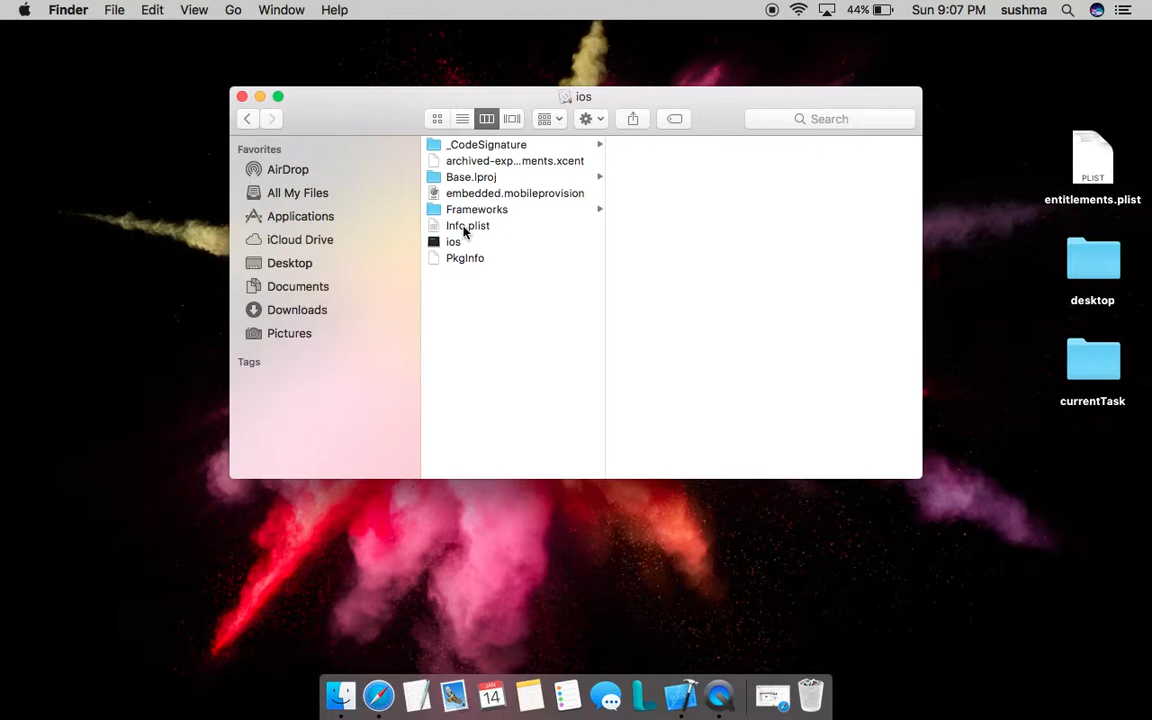 Finder File Edit View Go Window Help 44% Sun 9:07 PM sushma
ios
Search
Favorites
AirDrop
All My Files
Applications
iCloud Drive
Desktop
Documents
Downloads
Pictures
Tags
_CodeSignature
archived-exp...ments.xcent
Base.lproj
embedded.mobileprovision
Frameworks
Info.plist
ios
PkgInfo
PLIST
entitlements.plist
desktop
currentTask
JAN
14